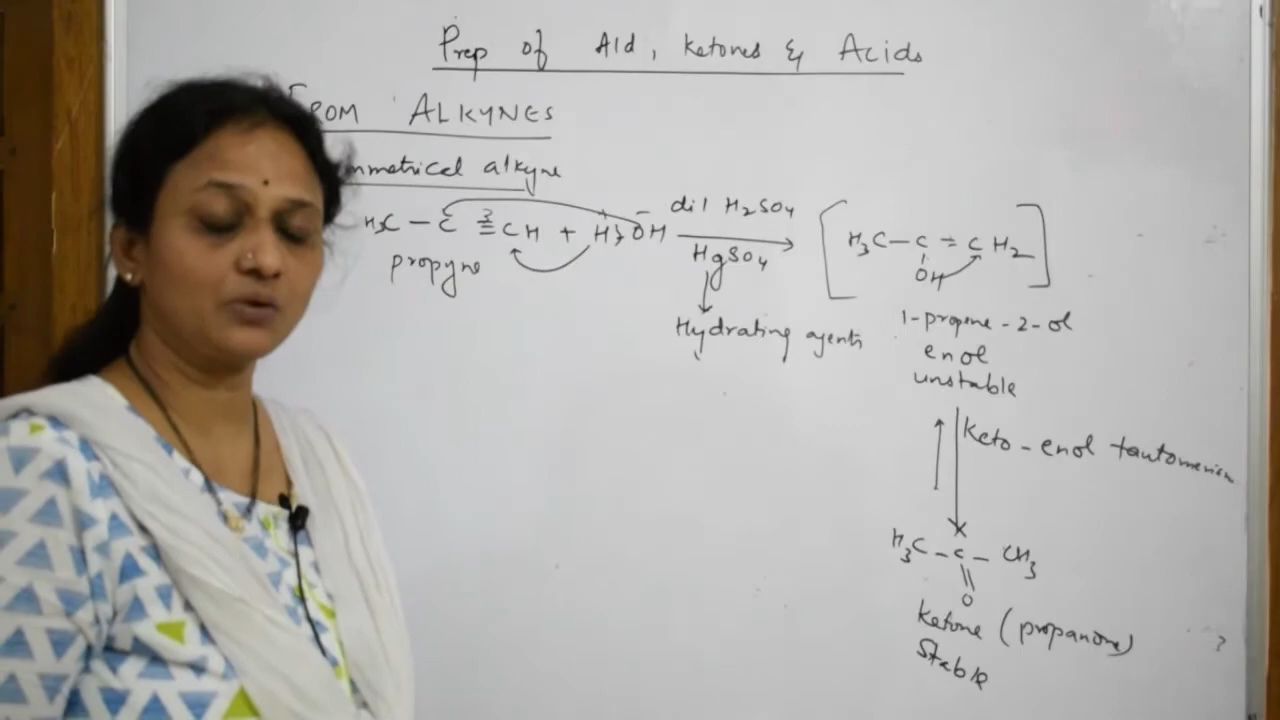 Prep of Ald, Ketones & Acids
FROM ALKYNES
mmetrical alkyne
H3C – C ≡ CH + H OH
dil H2SO4
HgSO4
propyne
Hydrating agents
[H3C – C = CH2]
OH
1-propene-2-ol
enol
unstable
Keto-enol tautomerism
H3C – C – CH3
O
Ketone (propanone)
Stable